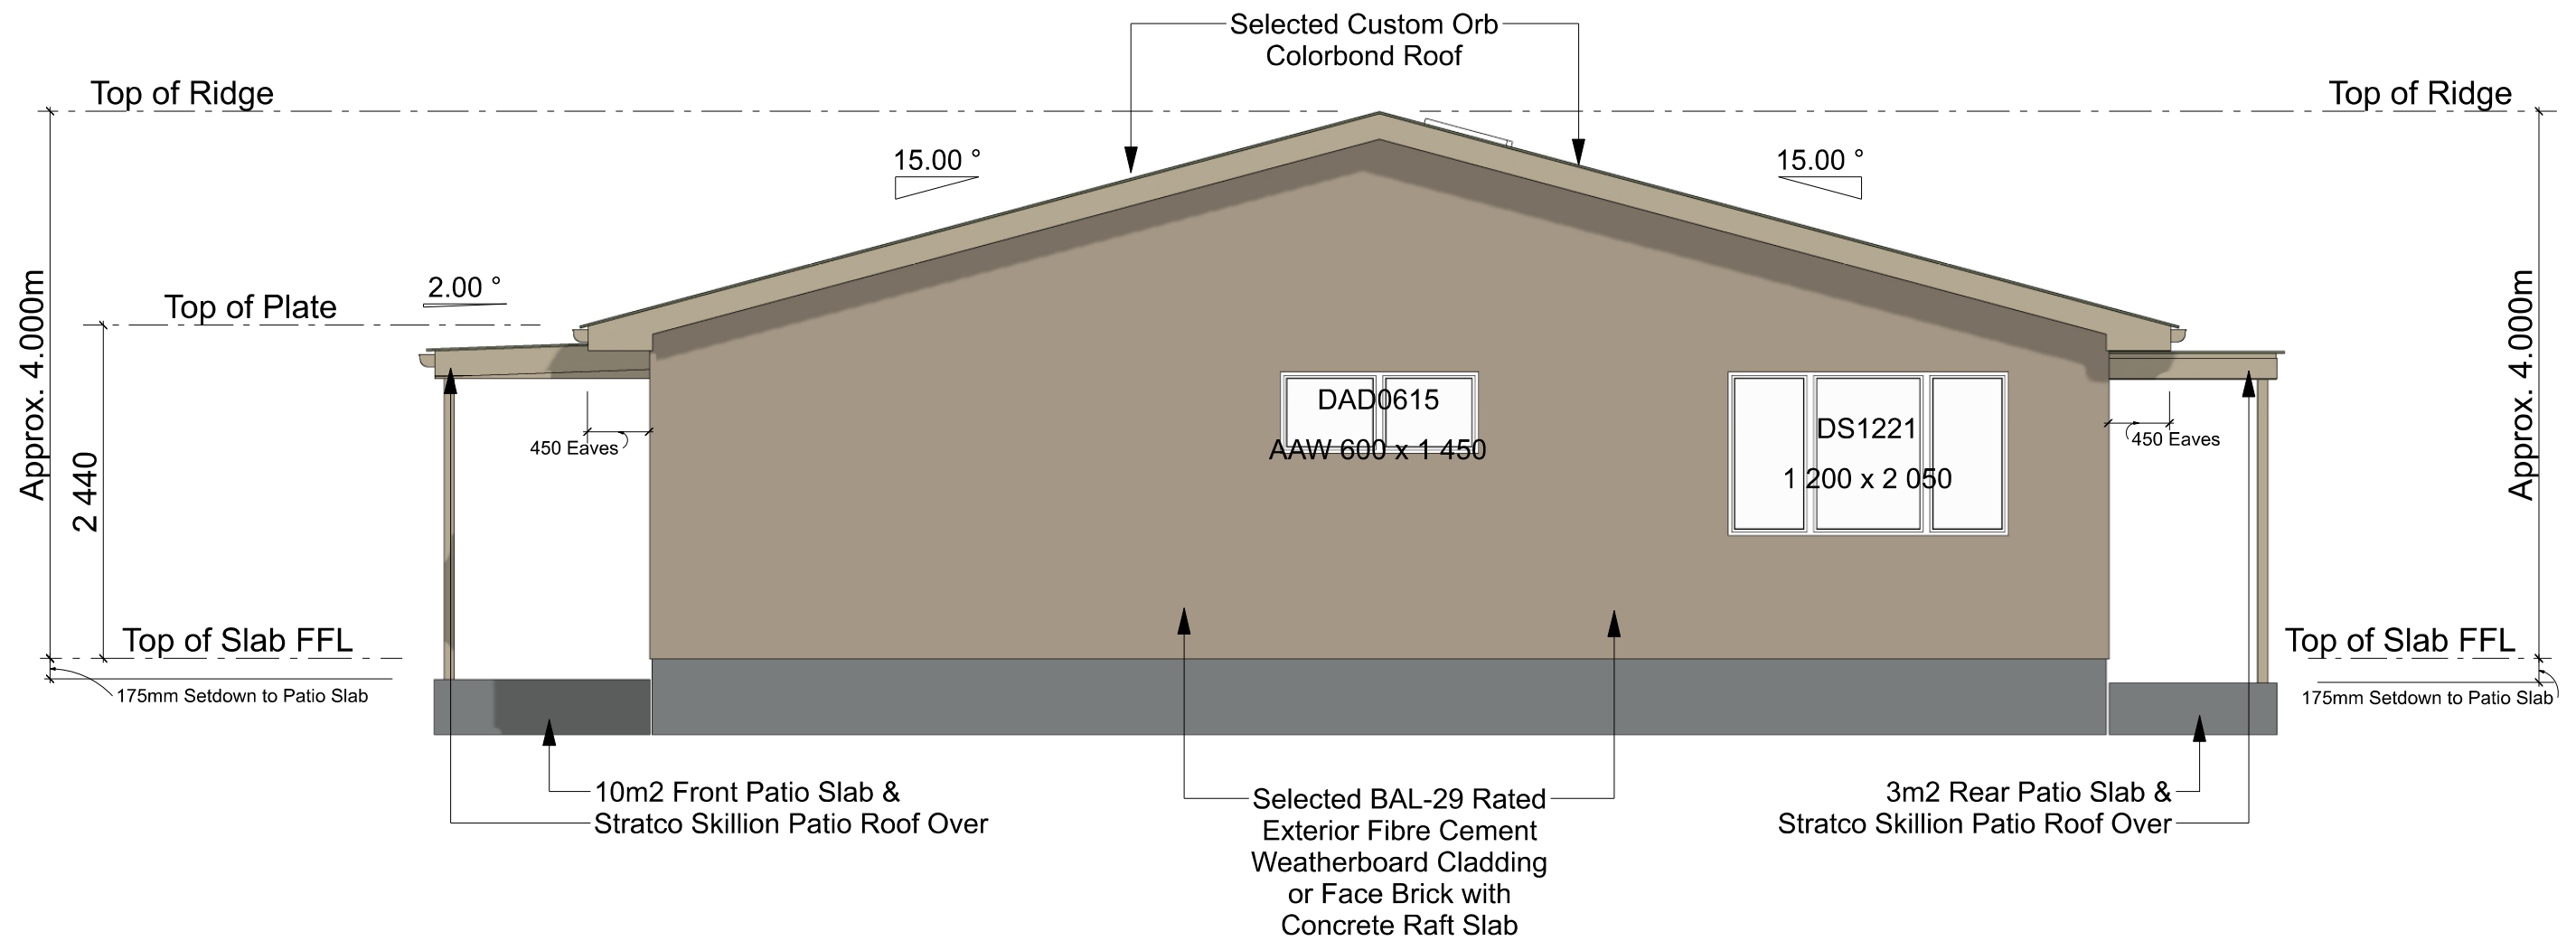 Selected Custom Orb
Colorbond Roof
Top of Ridge
Top of Ridge
15.00 °
15.00 °
2.00 °
Top of Plate
Approx. 4.000m
2 440
Approx. 4.000m
450 Eaves
DAD0615
AAW 600 x 1 450
DS1221
1 200 x 2 050
450 Eaves
Top of Slab FFL
Top of Slab FFL
175mm Setdown to Patio Slab
175mm Setdown to Patio Slab
10m2 Front Patio Slab &
Stratco Skillion Patio Roof Over
Selected BAL-29 Rated
Exterior Fibre Cement
Weatherboard Cladding
or Face Brick with
Concrete Raft Slab
3m2 Rear Patio Slab &
Stratco Skillion Patio Roof Over